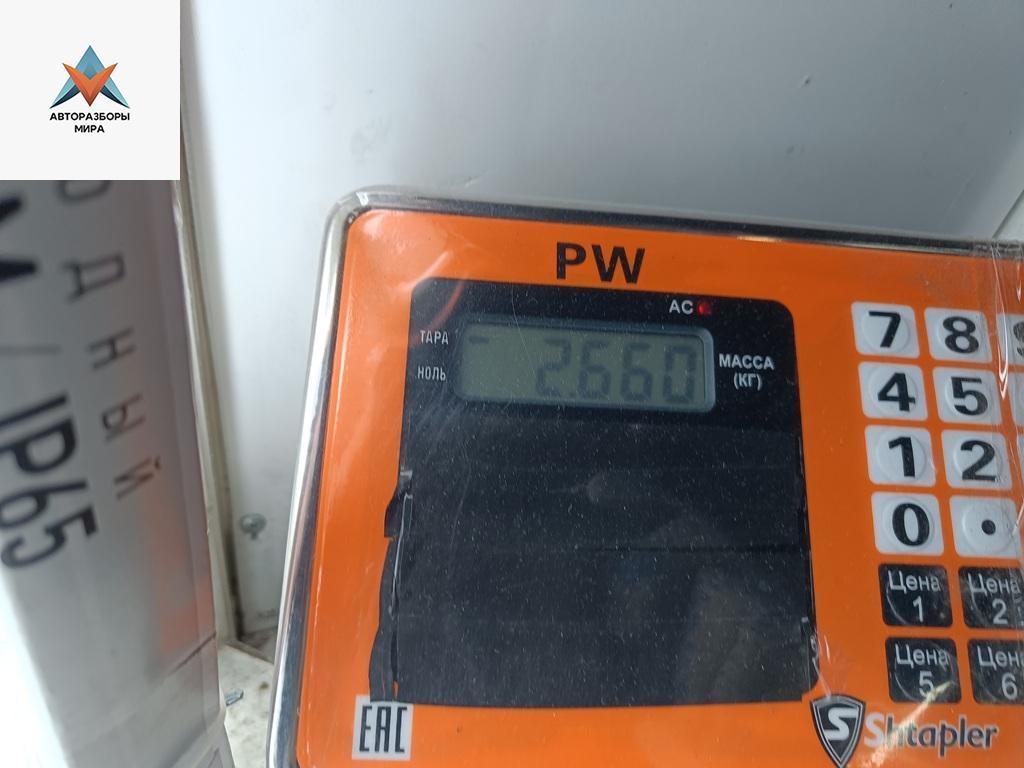 АВТОРАЗБОРЫ
МИРА
ОДНЫЙ
/IP65
PW
AC
ТАРА
НОЛЬ
2.660
МАССА
(КГ)
7 8
4 5
1 2
0 .
Цена 1
Цена 2
Цена 5
Цена 6
EAC
Shtapler